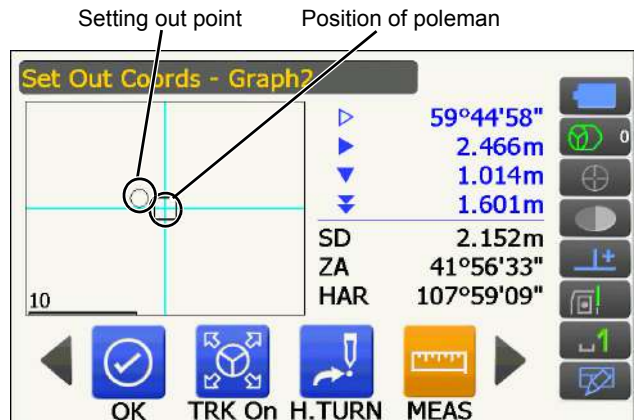 Setting out point
Position of poleman
Set Out Coords - Graph2
59°44'58"
2.466m
1.014m
1.601m
SD 2.152m
ZA 41°56'33"
HAR 107°59'09"
10
0
1
OK
TRK On
H.TURN
MEAS